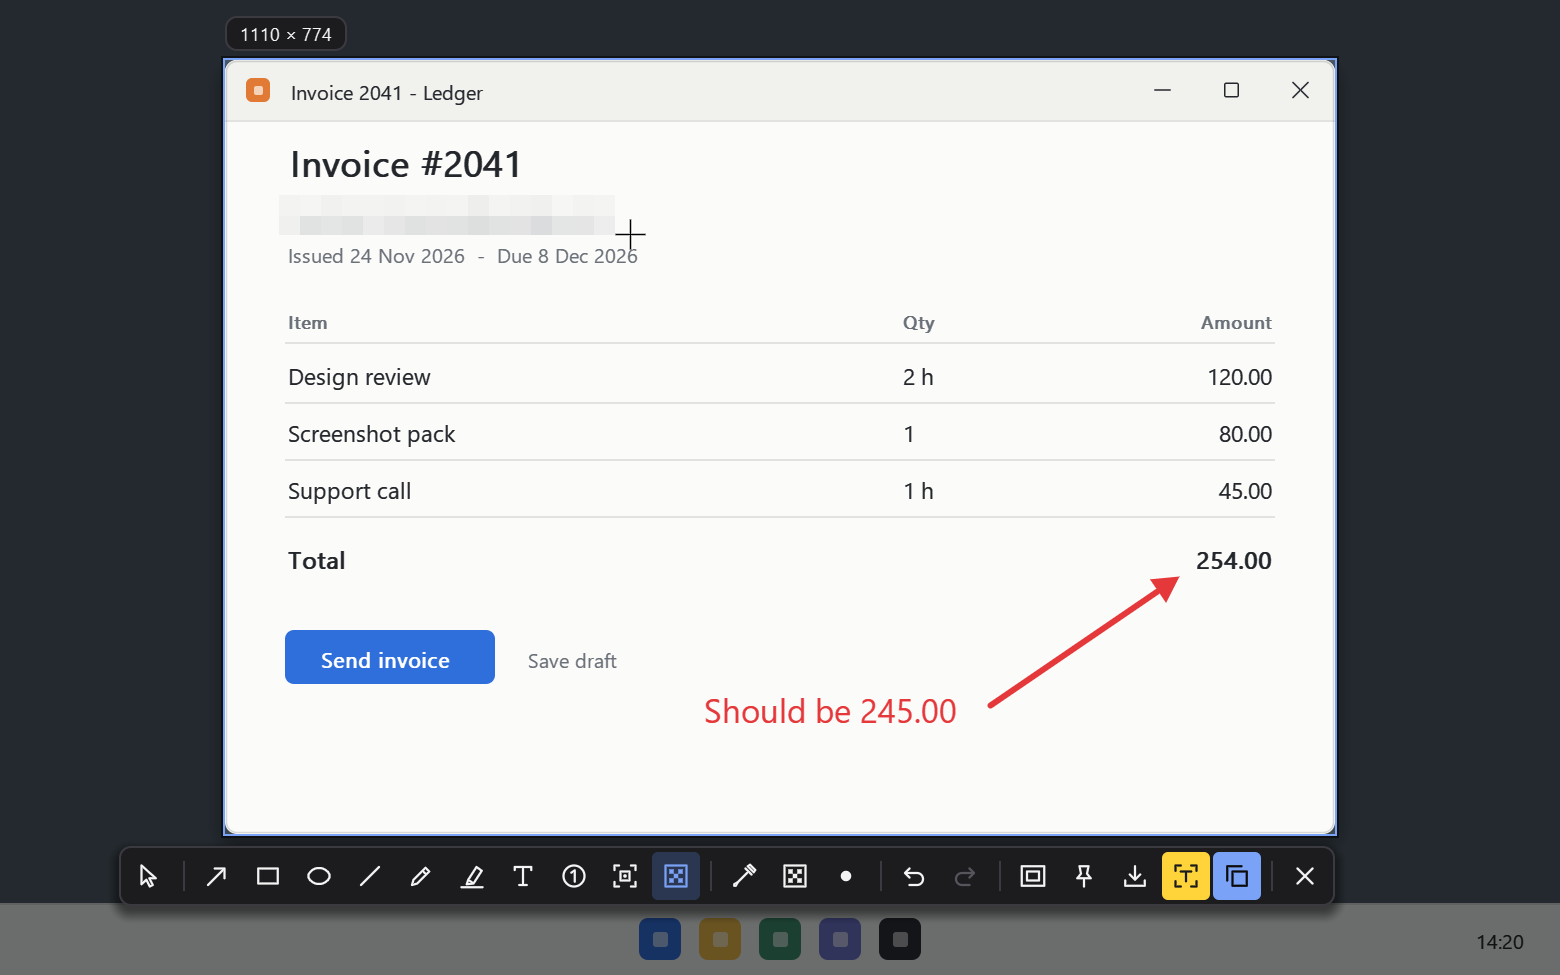 1110 × 774
Invoice 2041 - Ledger
Invoice #2041
Issued 24 Nov 2026 - Due 8 Dec 2026
Item Qty Amount
Design review 2 h 120.00
Screenshot pack 1 80.00
Support call 1 h 45.00
Total 254.00
Send invoice Save draft
Should be 245.00
14:20